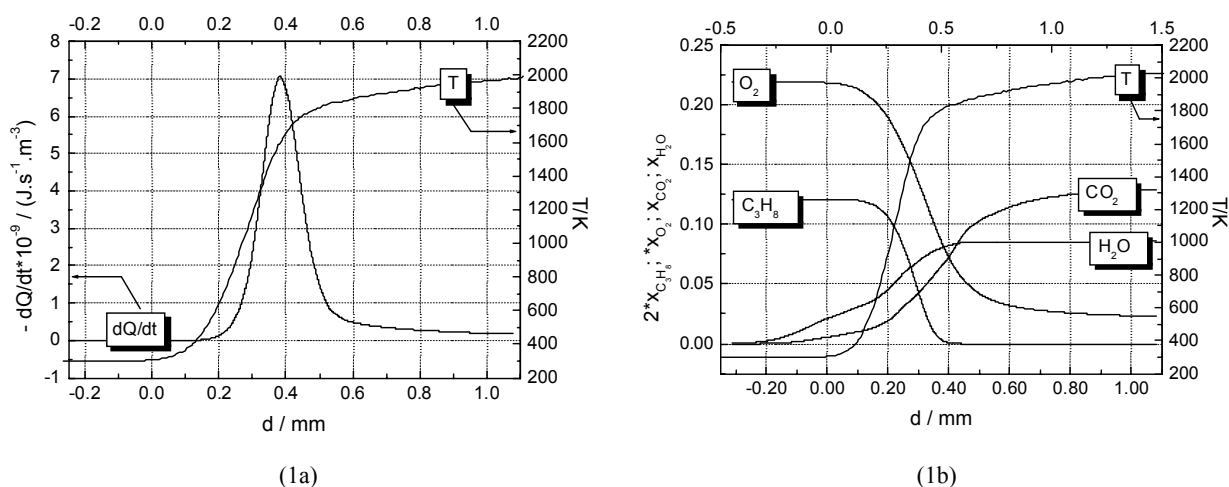 -0.2 0.0 0.2 0.4 0.6 0.8 1.0
8
7
6
5
4
3
2
1
0
-1
- dQ/dt*10⁻⁹ / (J.s⁻¹.m⁻³)
T
dQ/dt
2200
2000
1800
1600
1400
1200
1000
800
600
400
200
T/K
-0.2 0.0 0.2 0.4 0.6 0.8 1.0
d / mm
(1a)
-0.5 0.0 0.5 1.0 1.5
0.25
0.20
0.15
0.10
0.05
0.00
2*x_C₃H₈; *x_O₂; x_CO₂; x_H₂O
O₂
T
C₃H₈
CO₂
H₂O
2200
2000
1800
1600
1400
1200
1000
800
600
400
200
T/K
-0.20 0.00 0.20 0.40 0.60 0.80 1.00
d / mm
(1b)